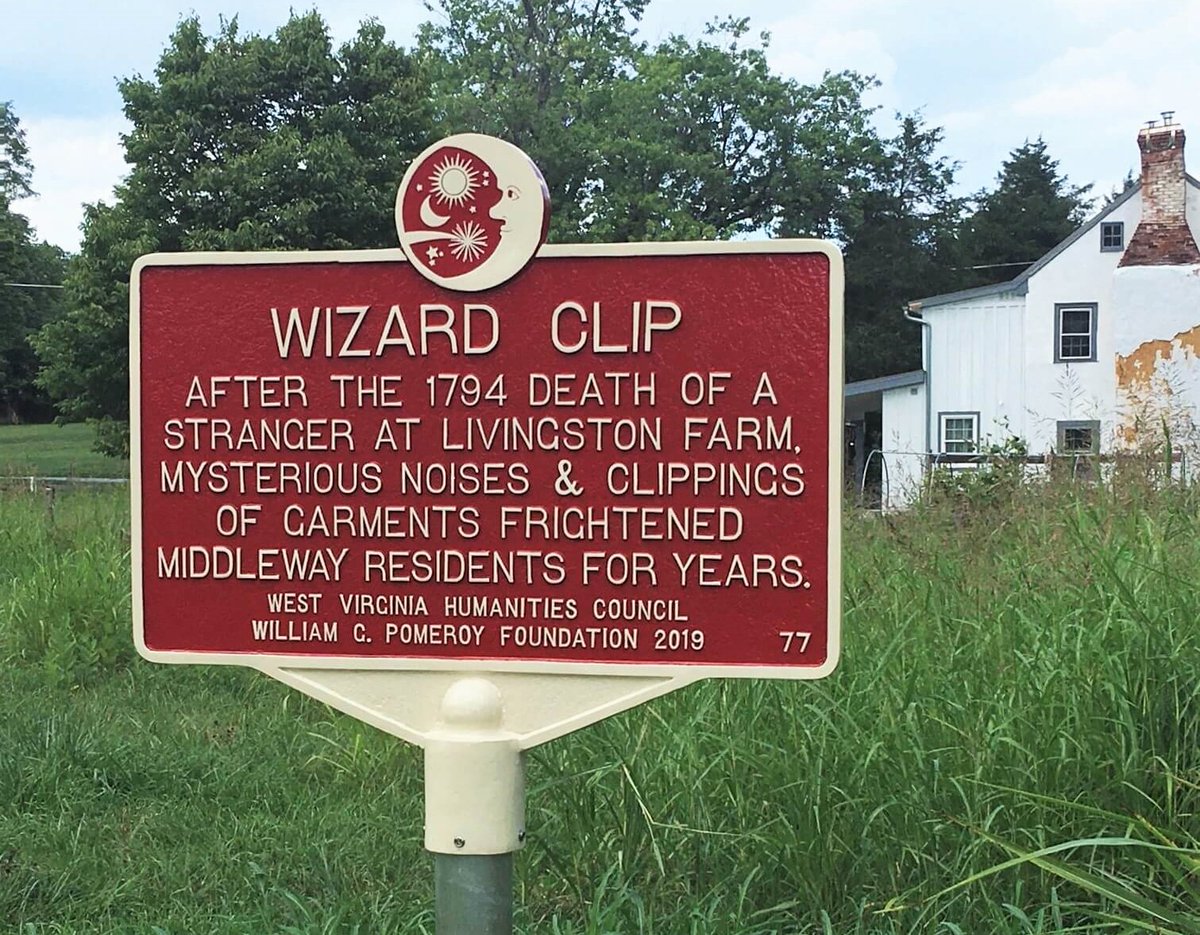 WIZARD CLIP
AFTER THE 1794 DEATH OF A
STRANGER AT LIVINGSTON FARM,
MYSTERIOUS NOISES & CLIPPINGS
OF GARMENTS FRIGHTENED
MIDDLEWAY RESIDENTS FOR YEARS.
WEST VIRGINIA HUMANITIES COUNCIL
WILLIAM G. POMEROY FOUNDATION 2019 77